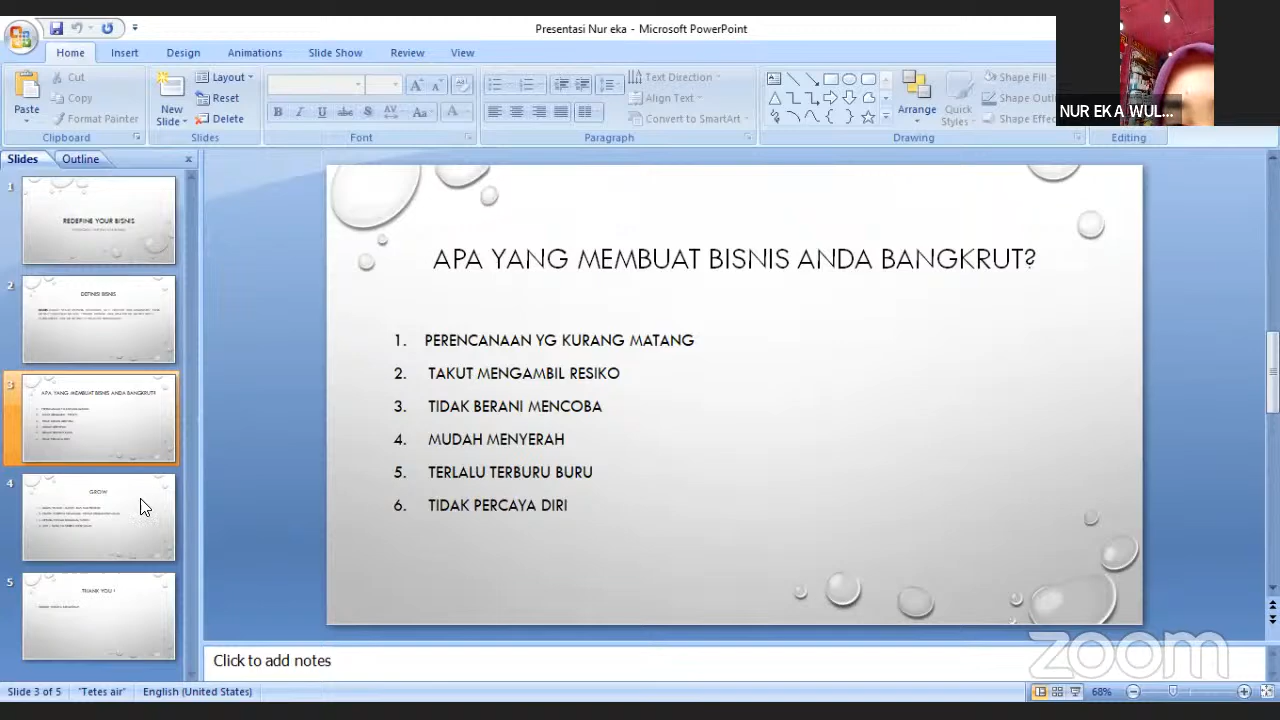 Presentasi Nur eka - Microsoft PowerPoint
Home Insert Design Animations Slide Show Review View
Cut
Copy
Format Painter
Paste
Clipboard
New Slide
Layout
Reset
Delete
Slides
Font
Text Direction
Align Text
Convert to SmartArt
Paragraph
Arrange
Quick Styles
Shape Fill
Drawing
Editing
NUR EKA WUL...
Slides Outline
1
REDEFINE YOUR BISNIS
2
DEFINISI BISNIS
3
APA YANG MEMBUAT BISNIS ANDA BANGKRUT?
4
GROW
5
THANK YOU !
APA YANG MEMBUAT BISNIS ANDA BANGKRUT?
1. PERENCANAAN YG KURANG MATANG
2. TAKUT MENGAMBIL RESIKO
3. TIDAK BERANI MENCOBA
4. MUDAH MENYERAH
5. TERLALU TERBURU BURU
6. TIDAK PERCAYA DIRI
Click to add notes
zoom
Slide 3 of 5 "Tetes air" English (United States) 68%